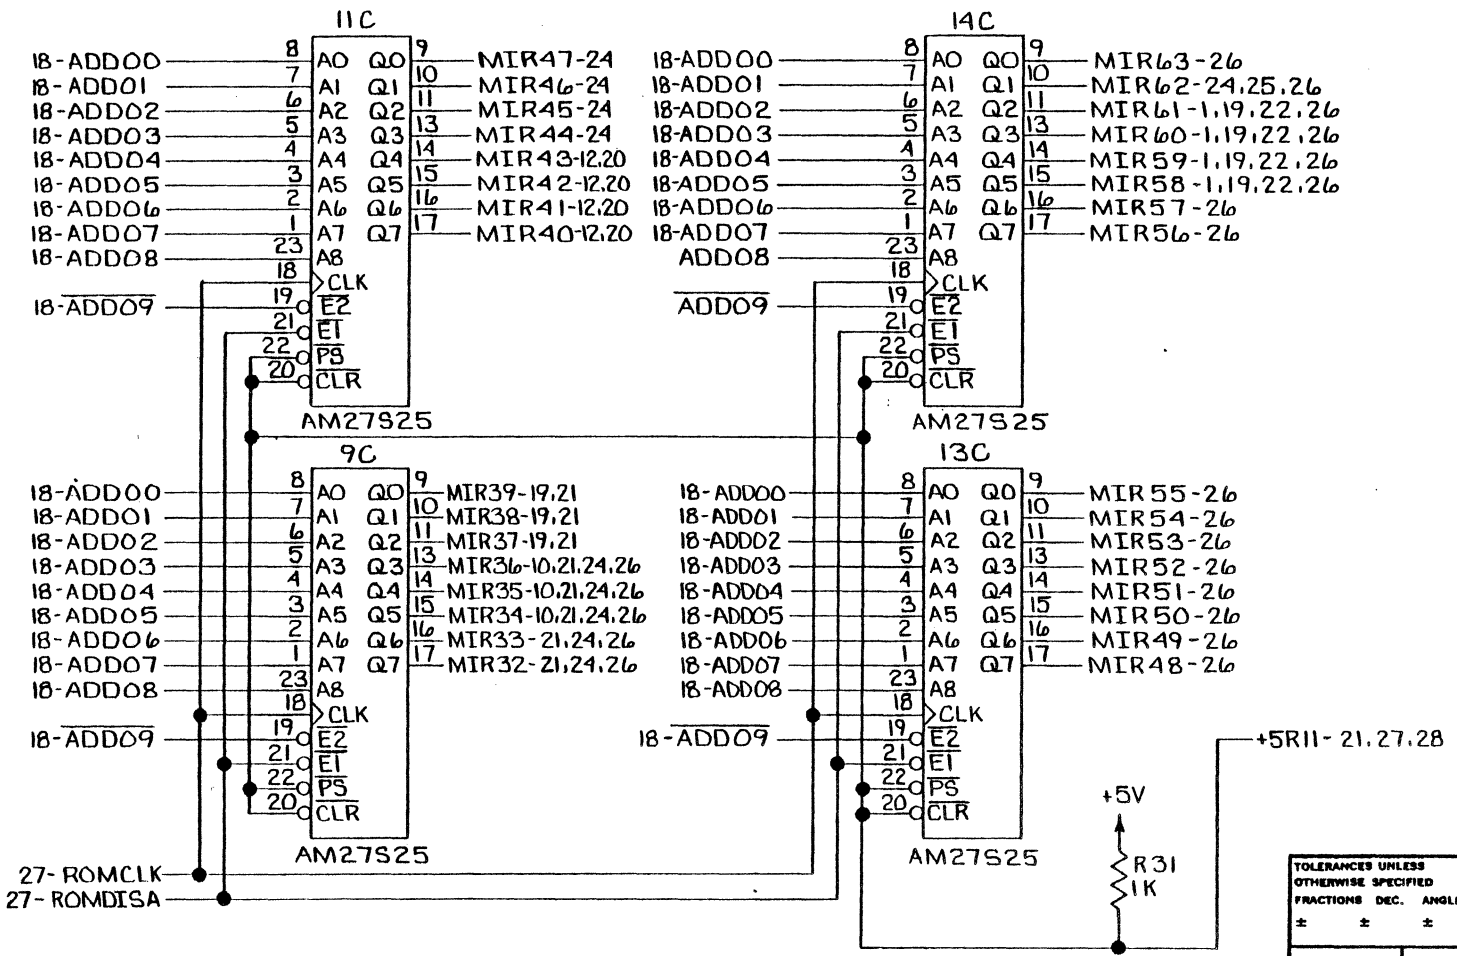 11C
18-ADD00 8 A0 Q0 9 MIR47-24
18-ADD01 7 A1 Q1 10 MIR46-24
18-ADD02 6 A2 Q2 11 MIR45-24
18-ADD03 5 A3 Q3 13 MIR44-24
18-ADD04 4 A4 Q4 14 MIR43-12,20
18-ADD05 3 A5 Q5 15 MIR42-12,20
18-ADD06 2 A6 Q6 16 MIR41-12,20
18-ADD07 1 A7 Q7 17 MIR40-12,20
18-ADD08 23 A8
18 CLK
18-ADD09 19 E2
21 E1
22 PS
20 CLR
AM27S25
14C
18-ADD00 8 A0 Q0 9 MIR63-26
18-ADD01 7 A1 Q1 10 MIR62-24,25,26
18-ADD02 6 A2 Q2 11 MIR61-1,19,22,26
18-ADD03 5 A3 Q3 13 MIR60-1,19,22,26
18-ADD04 4 A4 Q4 14 MIR59-1,19,22,26
18-ADD05 3 A5 Q5 15 MIR58-1,19,22,26
18-ADD06 2 A6 Q6 16 MIR57-26
18-ADD07 1 A7 Q7 17 MIR56-26
ADD08 23 A8
18 CLK
ADD09 19 E2
21 E1
22 PS
20 CLR
AM27S25
9C
18-ADD00 8 A0 Q0 9 MIR39-19,21
18-ADD01 7 A1 Q1 10 MIR38-19,21
18-ADD02 6 A2 Q2 11 MIR37-19,21
18-ADD03 5 A3 Q3 13 MIR36-10,21,24,26
18-ADD04 4 A4 Q4 14 MIR35-10,21,24,26
18-ADD05 3 A5 Q5 15 MIR34-10,21,24,26
18-ADD06 2 A6 Q6 16 MIR33-21,24,26
18-ADD07 1 A7 Q7 17 MIR32-21,24,26
18-ADD08 23 A8
18 CLK
18-ADD09 19 E2
21 E1
22 PS
20 CLR
AM27S25
13C
18-ADD00 8 A0 Q0 9 MIR55-26
18-ADD01 7 A1 Q1 10 MIR54-26
18-ADD02 6 A2 Q2 11 MIR53-26
18-ADD03 5 A3 Q3 13 MIR52-26
18-ADD04 4 A4 Q4 14 MIR51-26
18-ADD05 3 A5 Q5 15 MIR50-26
18-ADD06 2 A6 Q6 16 MIR49-26
18-ADD07 1 A7 Q7 17 MIR48-26
18-ADD08 23 A8
18 CLK
18-ADD09 19 E2
21 E1
22 PS
20 CLR
AM27S25
+5R11-21,27,28
+5V
R31
1K
27-ROMCLK
27-ROMDISA
TOLERANCES UNLESS
OTHERWISE SPECIFIED
FRACTIONS DEC. ANGLE
± ± ±